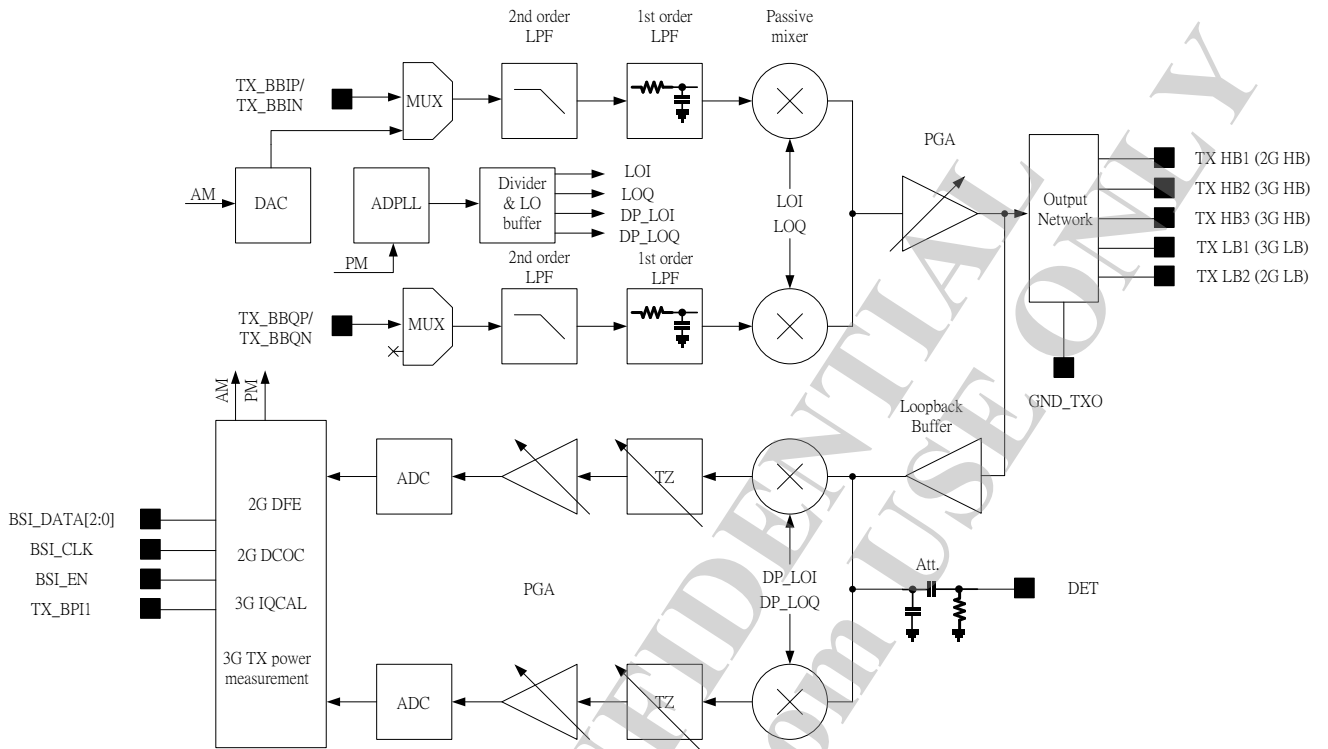 2nd order
LPF
1st order
LPF
Passive
mixer
TX_BBIP/
TX_BBIN
MUX
PGA
AM
DAC
ADPLL
Divider
& LO
buffer
LOI
LOQ
DP_LOI
DP_LOQ
LOI
LOQ
PM
Output
Network
TX HB1 (2G HB)
TX HB2 (3G HB)
TX HB3 (3G HB)
TX LB1 (3G LB)
TX LB2 (2G LB)
2nd order
LPF
1st order
LPF
TX_BBQP/
TX_BBQN
MUX
GND_TXO
AM
PM
Loopback
Buffer
ADC
TZ
2G DFE
2G DCOC
3G IQCAL
3G TX power
measurement
BSI_DATA[2:0]
BSI_CLK
BSI_EN
TX_BPI1
PGA
DP_LOI
DP_LOQ
Att.
DET
ADC
TZ
FIDENTIAL
om USE ONLY